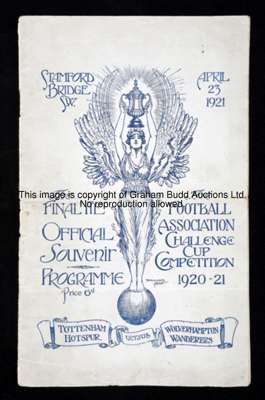 STAMFORD
BRIDGE
S.W.
APRIL
23
1921
This image is copyright of Graham Budd Auctions Ltd.
No reproduction allowed
FINAL TIE
OFFICIAL
SOUVENIR
PROGRAMME
Price 6d
FOOTBALL
ASSOCIATION
CHALLENGE
CUP
COMPETITION
1920-21
TOTTENHAM
HOTSPUR.
VERSUS
WOLVERHAMPTON
WANDERERS